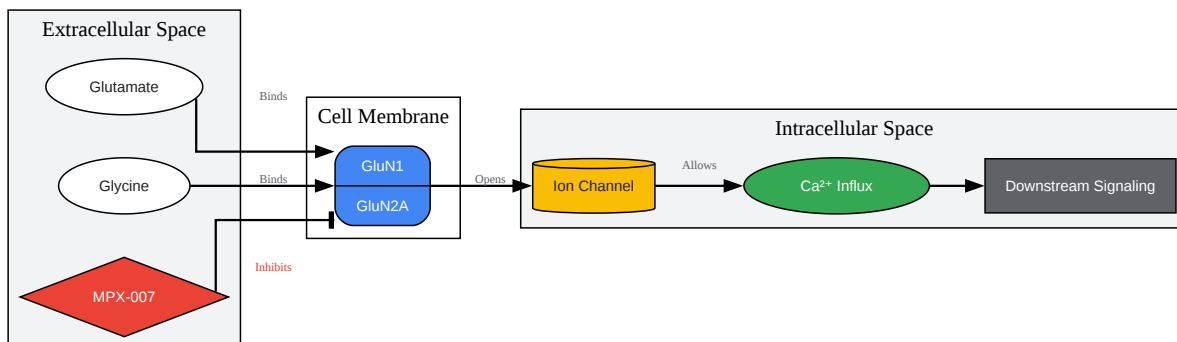 Extracellular Space
Glutamate
Binds
Cell Membrane
GluN1
GluN2A
Glycine
Binds
MPX-007
Inhibits
Opens
Intracellular Space
Ion Channel
Allows
Ca²⁺ Influx
Downstream Signaling